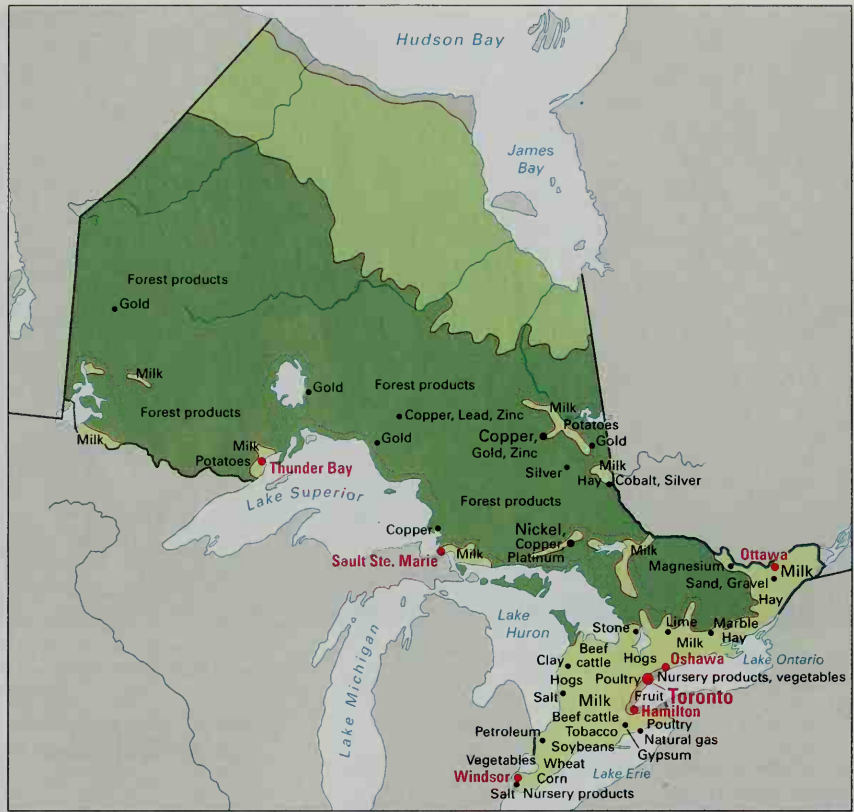 Hudson Bay
James
Bay
Forest products
Gold
Milk
Forest products
Milk
Gold
Forest products
Copper, Lead, Zinc
Gold
Milk
Potatoes
Copper,
Gold, Zinc
Gold
Silver
Milk
Hay
Cobalt, Silver
Milk
Potatoes
Thunder Bay
Lake Superior
Forest products
Copper
Sault Ste. Marie
Milk
Nickel,
Copper
Platinum
Milk
Ottawa
Magnesium
Milk
Sand, Gravel
Hay
Lake
Huron
Stone
Lime
Milk
Marble
Hay
Beef
cattle
Clay
Hogs
Hogs
Oshawa
Lake Ontario
Poultry
Nursery products, vegetables
Salt
Milk
Fruit
Toronto
Hamilton
Beef cattle
Poultry
Tobacco
Natural gas
Petroleum
Soybeans
Gypsum
Vegetables
Wheat
Windsor
Corn
Lake Erie
Salt
Nursery products
Lake Michigan